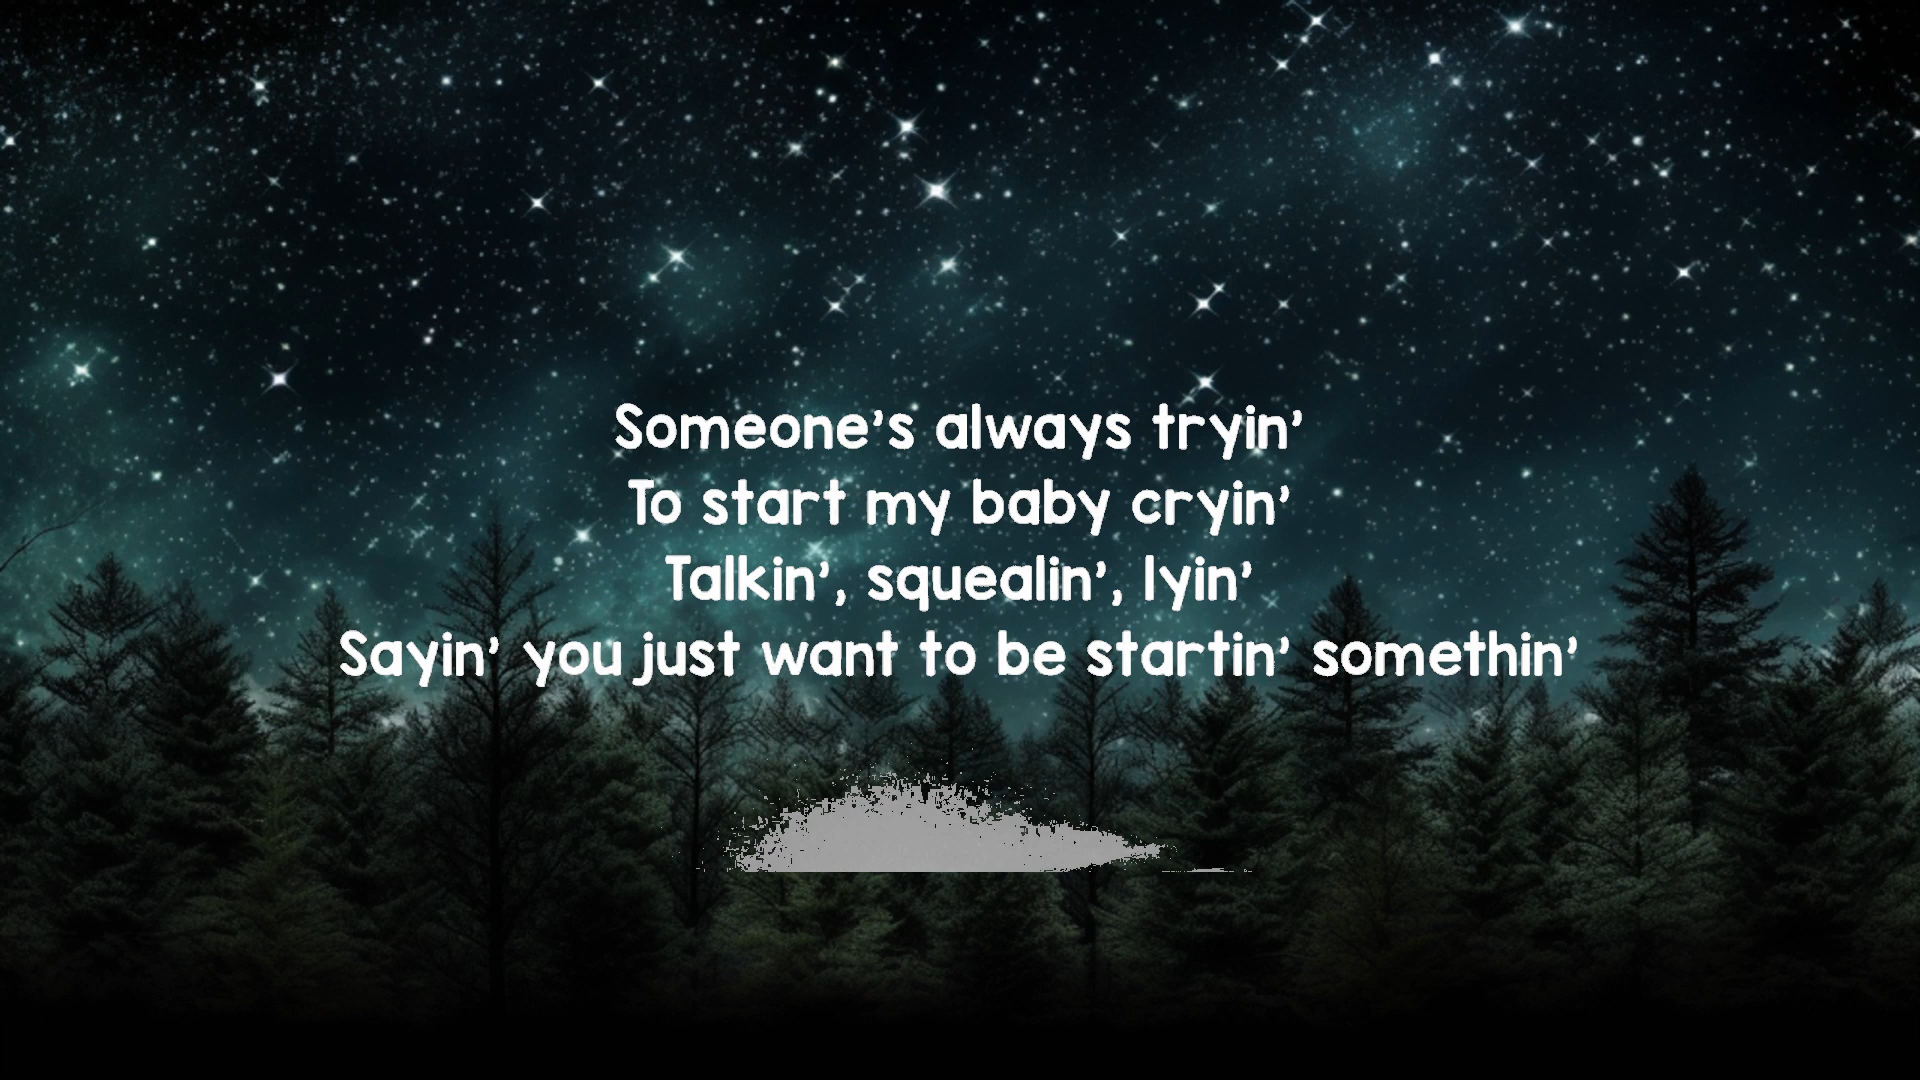 Someone’s always tryin’
To start my baby cryin’
Talkin’, squealin’, lyin’
Sayin’ you just want to be startin’ somethin’